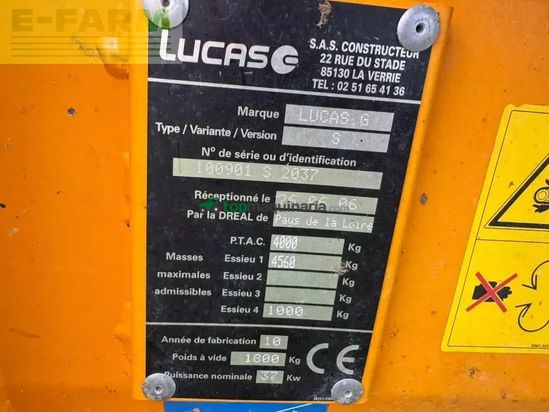 E-FARM
LUCAS G
S.A.S. CONSTRUCTEUR
22 RUE DU STADE
85130 LA VERRIE
TEL : 02 51 65 41 36
Marque LUCAS G
Type / Variante / Version S
N° de série ou d'identification
100901 S 2037
Réceptionné le 06
Par la DREAL de Pays de la Loire
P.T.A.C. 4000 Kg
Masses Essieu 1 4560 Kg
maximales Essieu 2 Kg
admissibles Essieu 3 Kg
Essieu 4 1000 Kg
Année de fabrication 10
Poids à vide 1800 Kg
Puissance nominale 37 Kw
CE